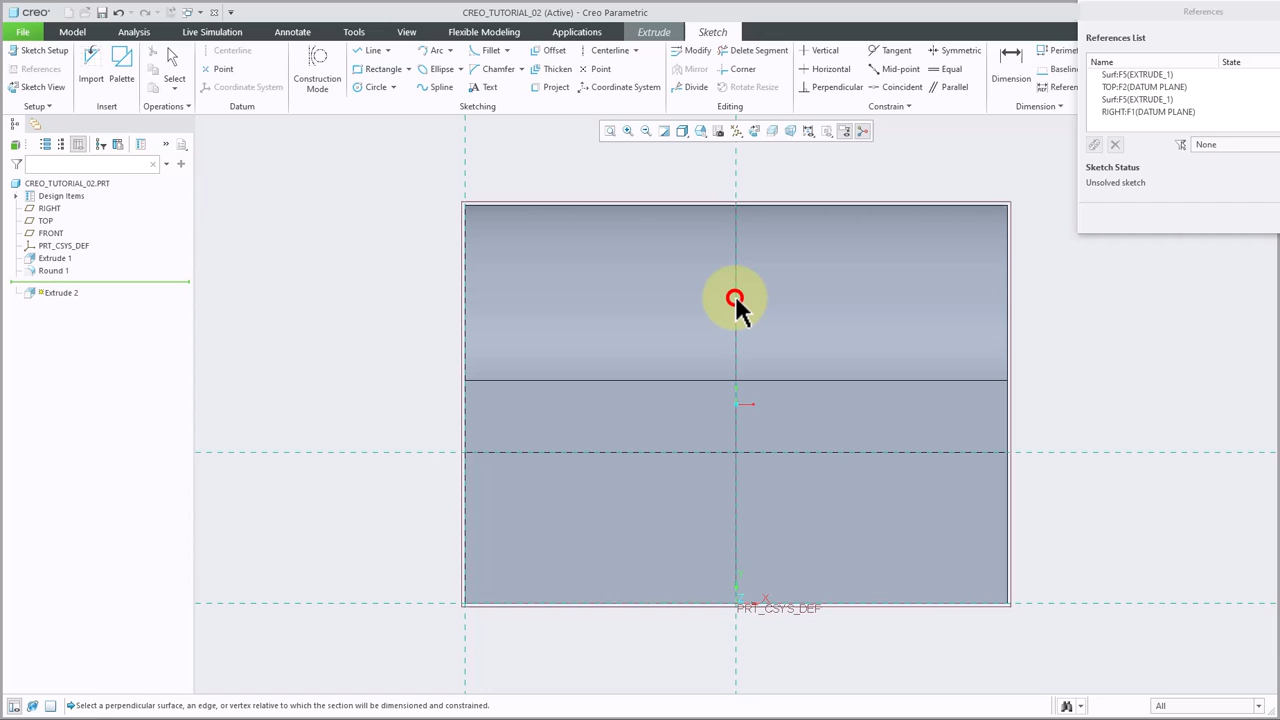 creo
CREO_TUTORIAL_02 (Active) - Creo Parametric
References
File Model Analysis Live Simulation Annotate Tools View Flexible Modeling Applications Extrude Sketch
References List
Sketch Setup
References
Sketch View
Setup
Import
Palette
Insert
Select
Operations
Centerline
Point
Coordinate System
Datum
Construction
Mode
Line
Rectangle
Circle
Arc
Ellipse
Spline
Fillet
Chamfer
Text
Offset
Thicken
Project
Centerline
Point
Coordinate System
Sketching
Modify
Mirror
Divide
Delete Segment
Corner
Rotate Resize
Editing
Vertical
Horizontal
Perpendicular
Tangent
Mid-point
Coincident
Symmetric
Equal
Parallel
Constrain
Dimension
Dimension
Name State
Surf:F5(EXTRUDE_1)
TOP:F2(DATUM PLANE)
Surf:F5(EXTRUDE_1)
RIGHT:F1(DATUM PLANE)
None
Sketch Status
Unsolved sketch
CREO_TUTORIAL_02.PRT
Design Items
RIGHT
TOP
FRONT
PRT_CSYS_DEF
Extrude 1
Round 1
Extrude 2
X
PRT_CSYS_DEF
Select a perpendicular surface, an edge, or vertex relative to which the section will be dimensioned and constrained.
All